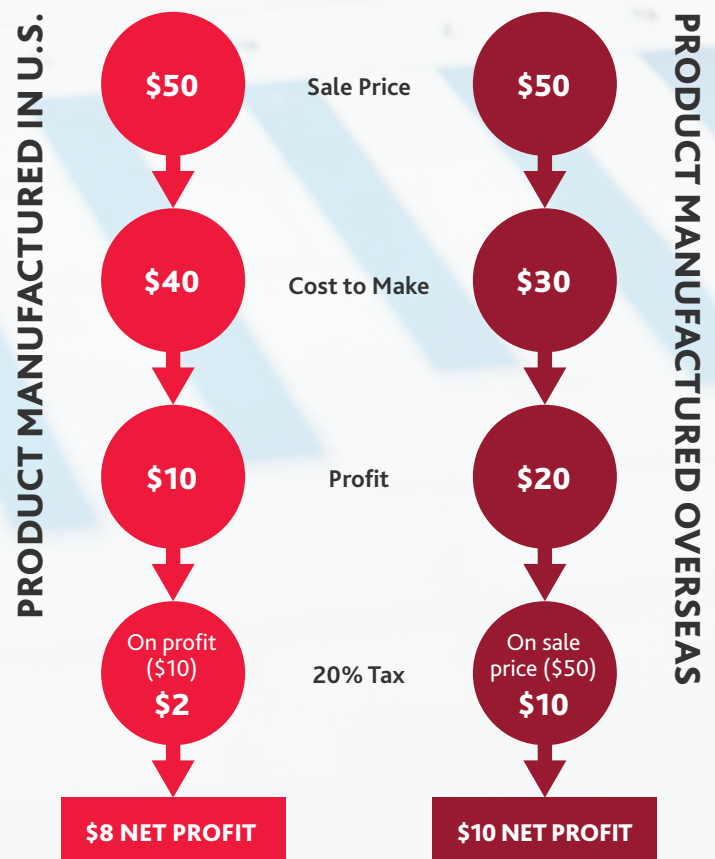 PRODUCT MANUFACTURED IN U.S.
$50
Sale Price
$50
$40
Cost to Make
$30
$10
Profit
$20
On profit
($10)
$2
20% Tax
On sale
price ($50)
$10
$8 NET PROFIT
$10 NET PROFIT
PRODUCT MANUFACTURED OVERSEAS